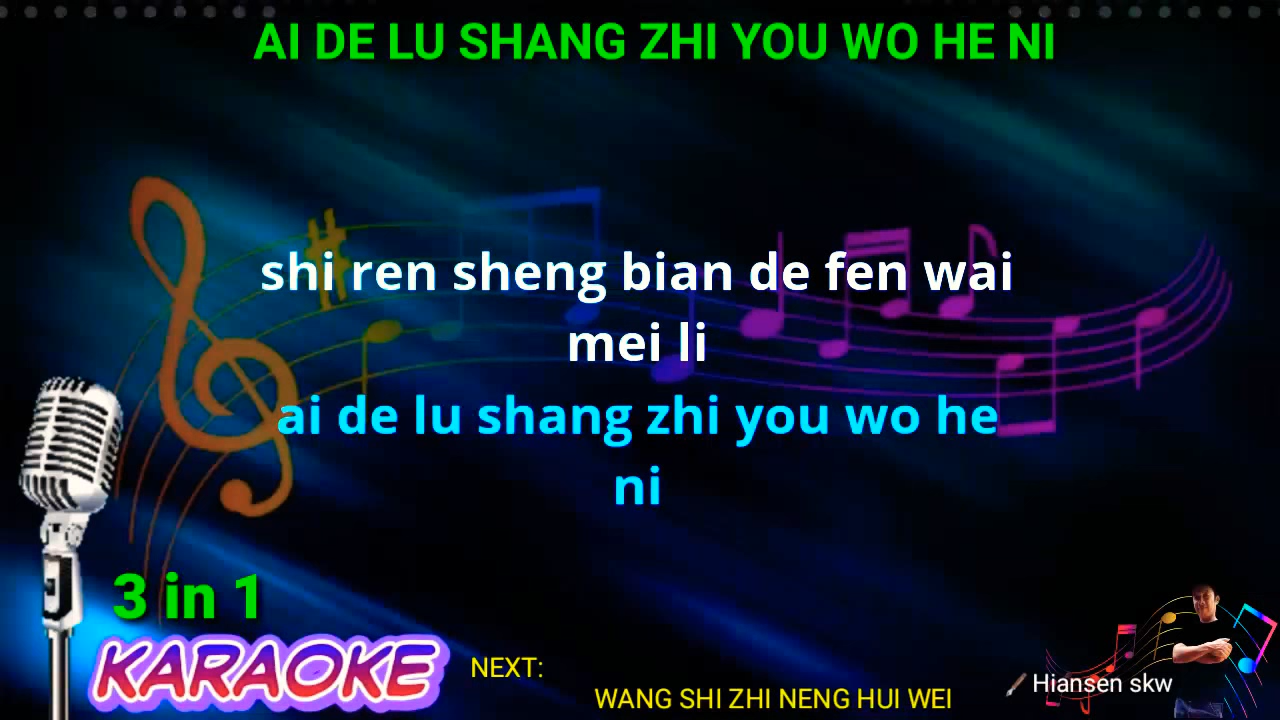 AI DE LU SHANG ZHI YOU WO HE NI
shi ren sheng bian de fen wai
mei li
ai de lu shang zhi you wo he
ni
3 in 1
KARAOKE
NEXT:
WANG SHI ZHI NENG HUI WEI
Hiansen skw